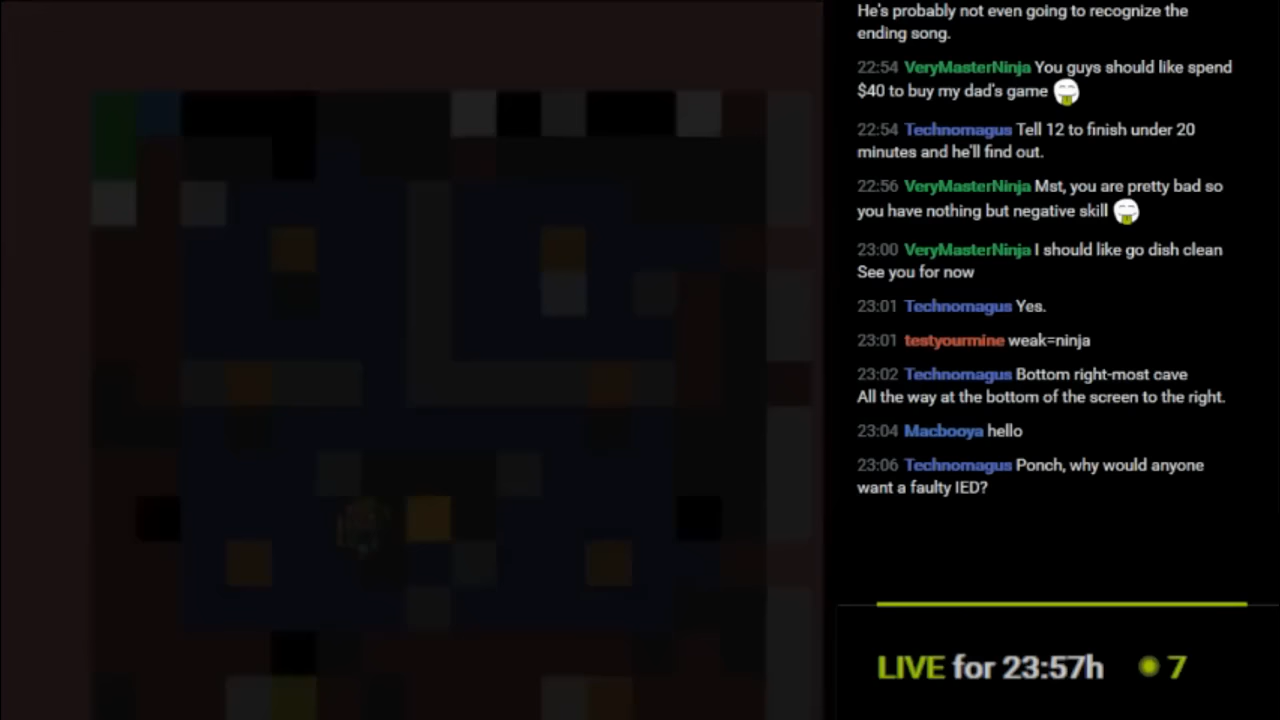 He's probably not even going to recognize the
ending song.
22:54 VeryMasterNinja You guys should like spend
$40 to buy my dad's game
22:54 Technomagus Tell 12 to finish under 20
minutes and he'll find out.
22:56 VeryMasterNinja Mst, you are pretty bad so
you have nothing but negative skill
23:00 VeryMasterNinja I should like go dish clean
See you for now
23:01 Technomagus Yes.
23:01 testyourmine weak=ninja
23:02 Technomagus Bottom right-most cave
All the way at the bottom of the screen to the right.
23:04 Macbooya hello
23:06 Technomagus Ponch, why would anyone
want a faulty IED?
LIVE for 23:57h 7